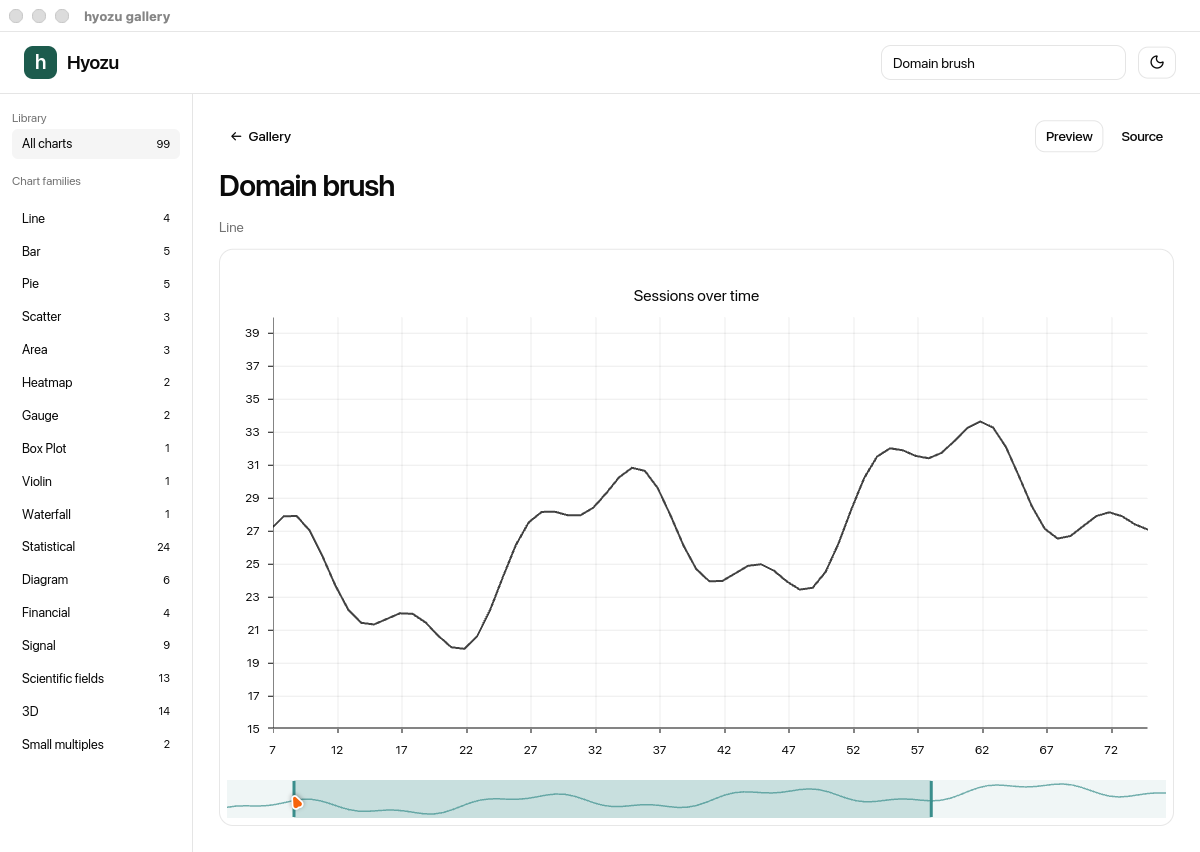 hyozu gallery
h Hyozu
Domain brush
Library
All charts 99
Chart families
Line 4
Bar 5
Pie 5
Scatter 3
Area 3
Heatmap 2
Gauge 2
Box Plot 1
Violin 1
Waterfall 1
Statistical 24
Diagram 6
Financial 4
Signal 9
Scientific fields 13
3D 14
Small multiples 2
← Gallery
Preview Source
Domain brush
Line
Sessions over time
39
37
35
33
31
29
27
25
23
21
19
17
15
7 12 17 22 27 32 37 42 47 52 57 62 67 72